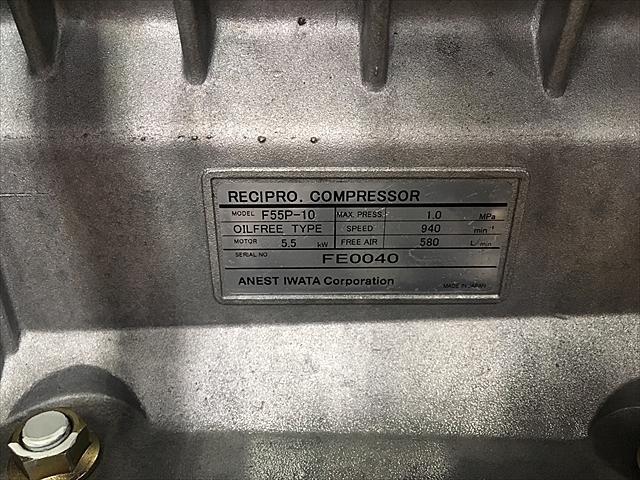 RECIPRO. COMPRESSOR
MODEL F55P-10 MAX. PRESS. 1.0 MPa
OILFREE TYPE SPEED 940 min⁻¹
MOTOR 5.5 kW FREE AIR 580 L/min
SERIAL NO FE0040
ANEST IWATA Corporation MADE IN JAPAN